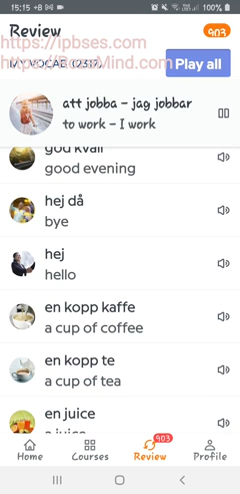 15:15 +B
100%
Review
903
https://ipbses.com
MY VOCAB (2317)
Play all
att jobba – jag jobbar
to work – I work
god kväll
good evening
hej då
bye
hej
hello
en kopp kaffe
a cup of coffee
en kopp te
a cup of tea
en juice
a juice
903
Home
Courses
Review
Profile